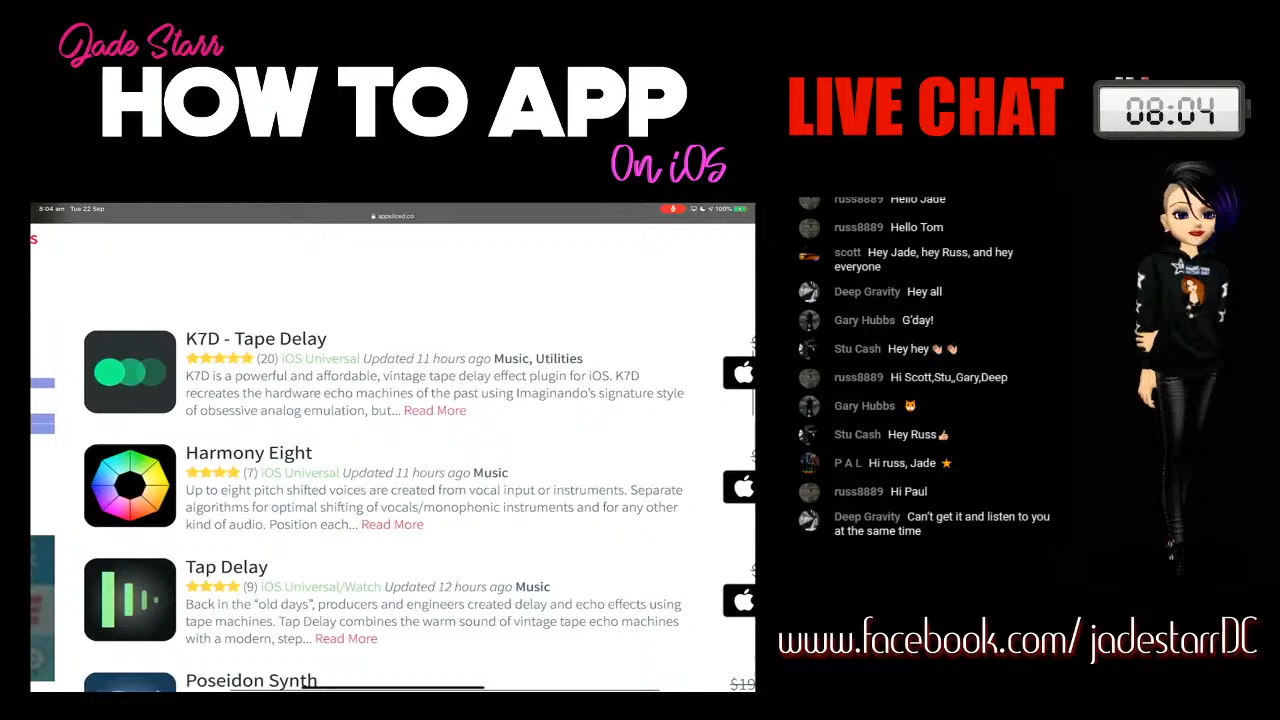 Jade Starr
HOW TO APP
On iOS
LIVE CHAT
08:04
8:04 am Tue 22 Sep
appsliced.co
100%
s
K7D - Tape Delay
(20) iOS Universal Updated 11 hours ago Music, Utilities
K7D is a powerful and affordable, vintage tape delay effect plugin for iOS. K7D
recreates the hardware echo machines of the past using Imaginando's signature style
of obsessive analog emulation, but... Read More
Harmony Eight
(7) iOS Universal Updated 11 hours ago Music
Up to eight pitch shifted voices are created from vocal input or instruments. Separate
algorithms for optimal shifting of vocals/monophonic instruments and for any other
kind of audio. Position each... Read More
Tap Delay
(9) iOS Universal/Watch Updated 12 hours ago Music
Back in the “old days”, producers and engineers created delay and echo effects using
tape machines. Tap Delay combines the warm sound of vintage tape echo machines
with a modern, step... Read More
Poseidon Synth
$19
russ8889 Hello Jade
russ8889 Hello Tom
scott Hey Jade, hey Russ, and hey
everyone
Deep Gravity Hey all
Gary Hubbs G'day!
Stu Cash Hey hey👋🏼👋🏼
russ8889 Hi Scott,Stu,,Gary,Deep
Gary Hubbs 🐱
Stu Cash Hey Russ👍🏼
P A L Hi russ, Jade ★
russ8889 Hi Paul
Deep Gravity Can't get it and listen to you
at the same time
www.facebook.com/ jadestarrDC